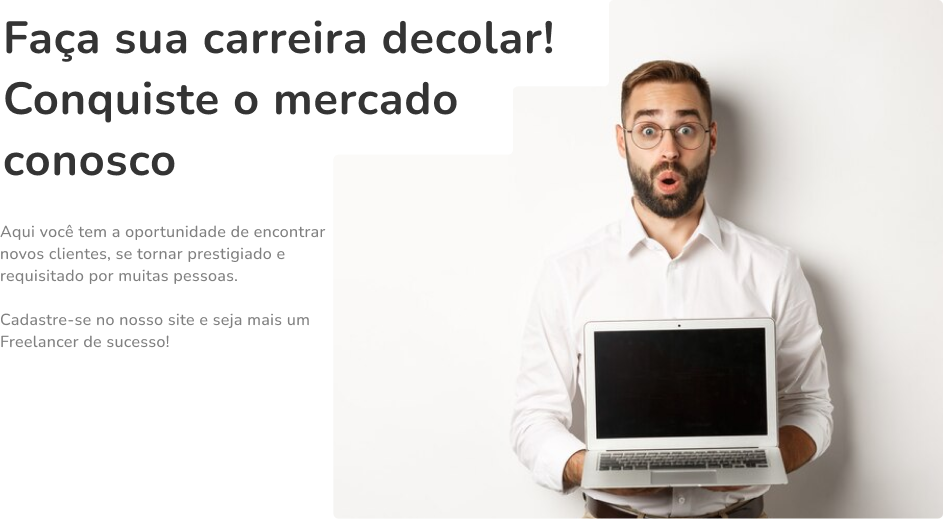 Faça sua carreira decolar!
Conquiste o mercado
conosco
Aqui você tem a oportunidade de encontrar
novos clientes, se tornar prestigiado e
requisitado por muitas pessoas.
Cadastre-se no nosso site e seja mais um
Freelancer de sucesso!